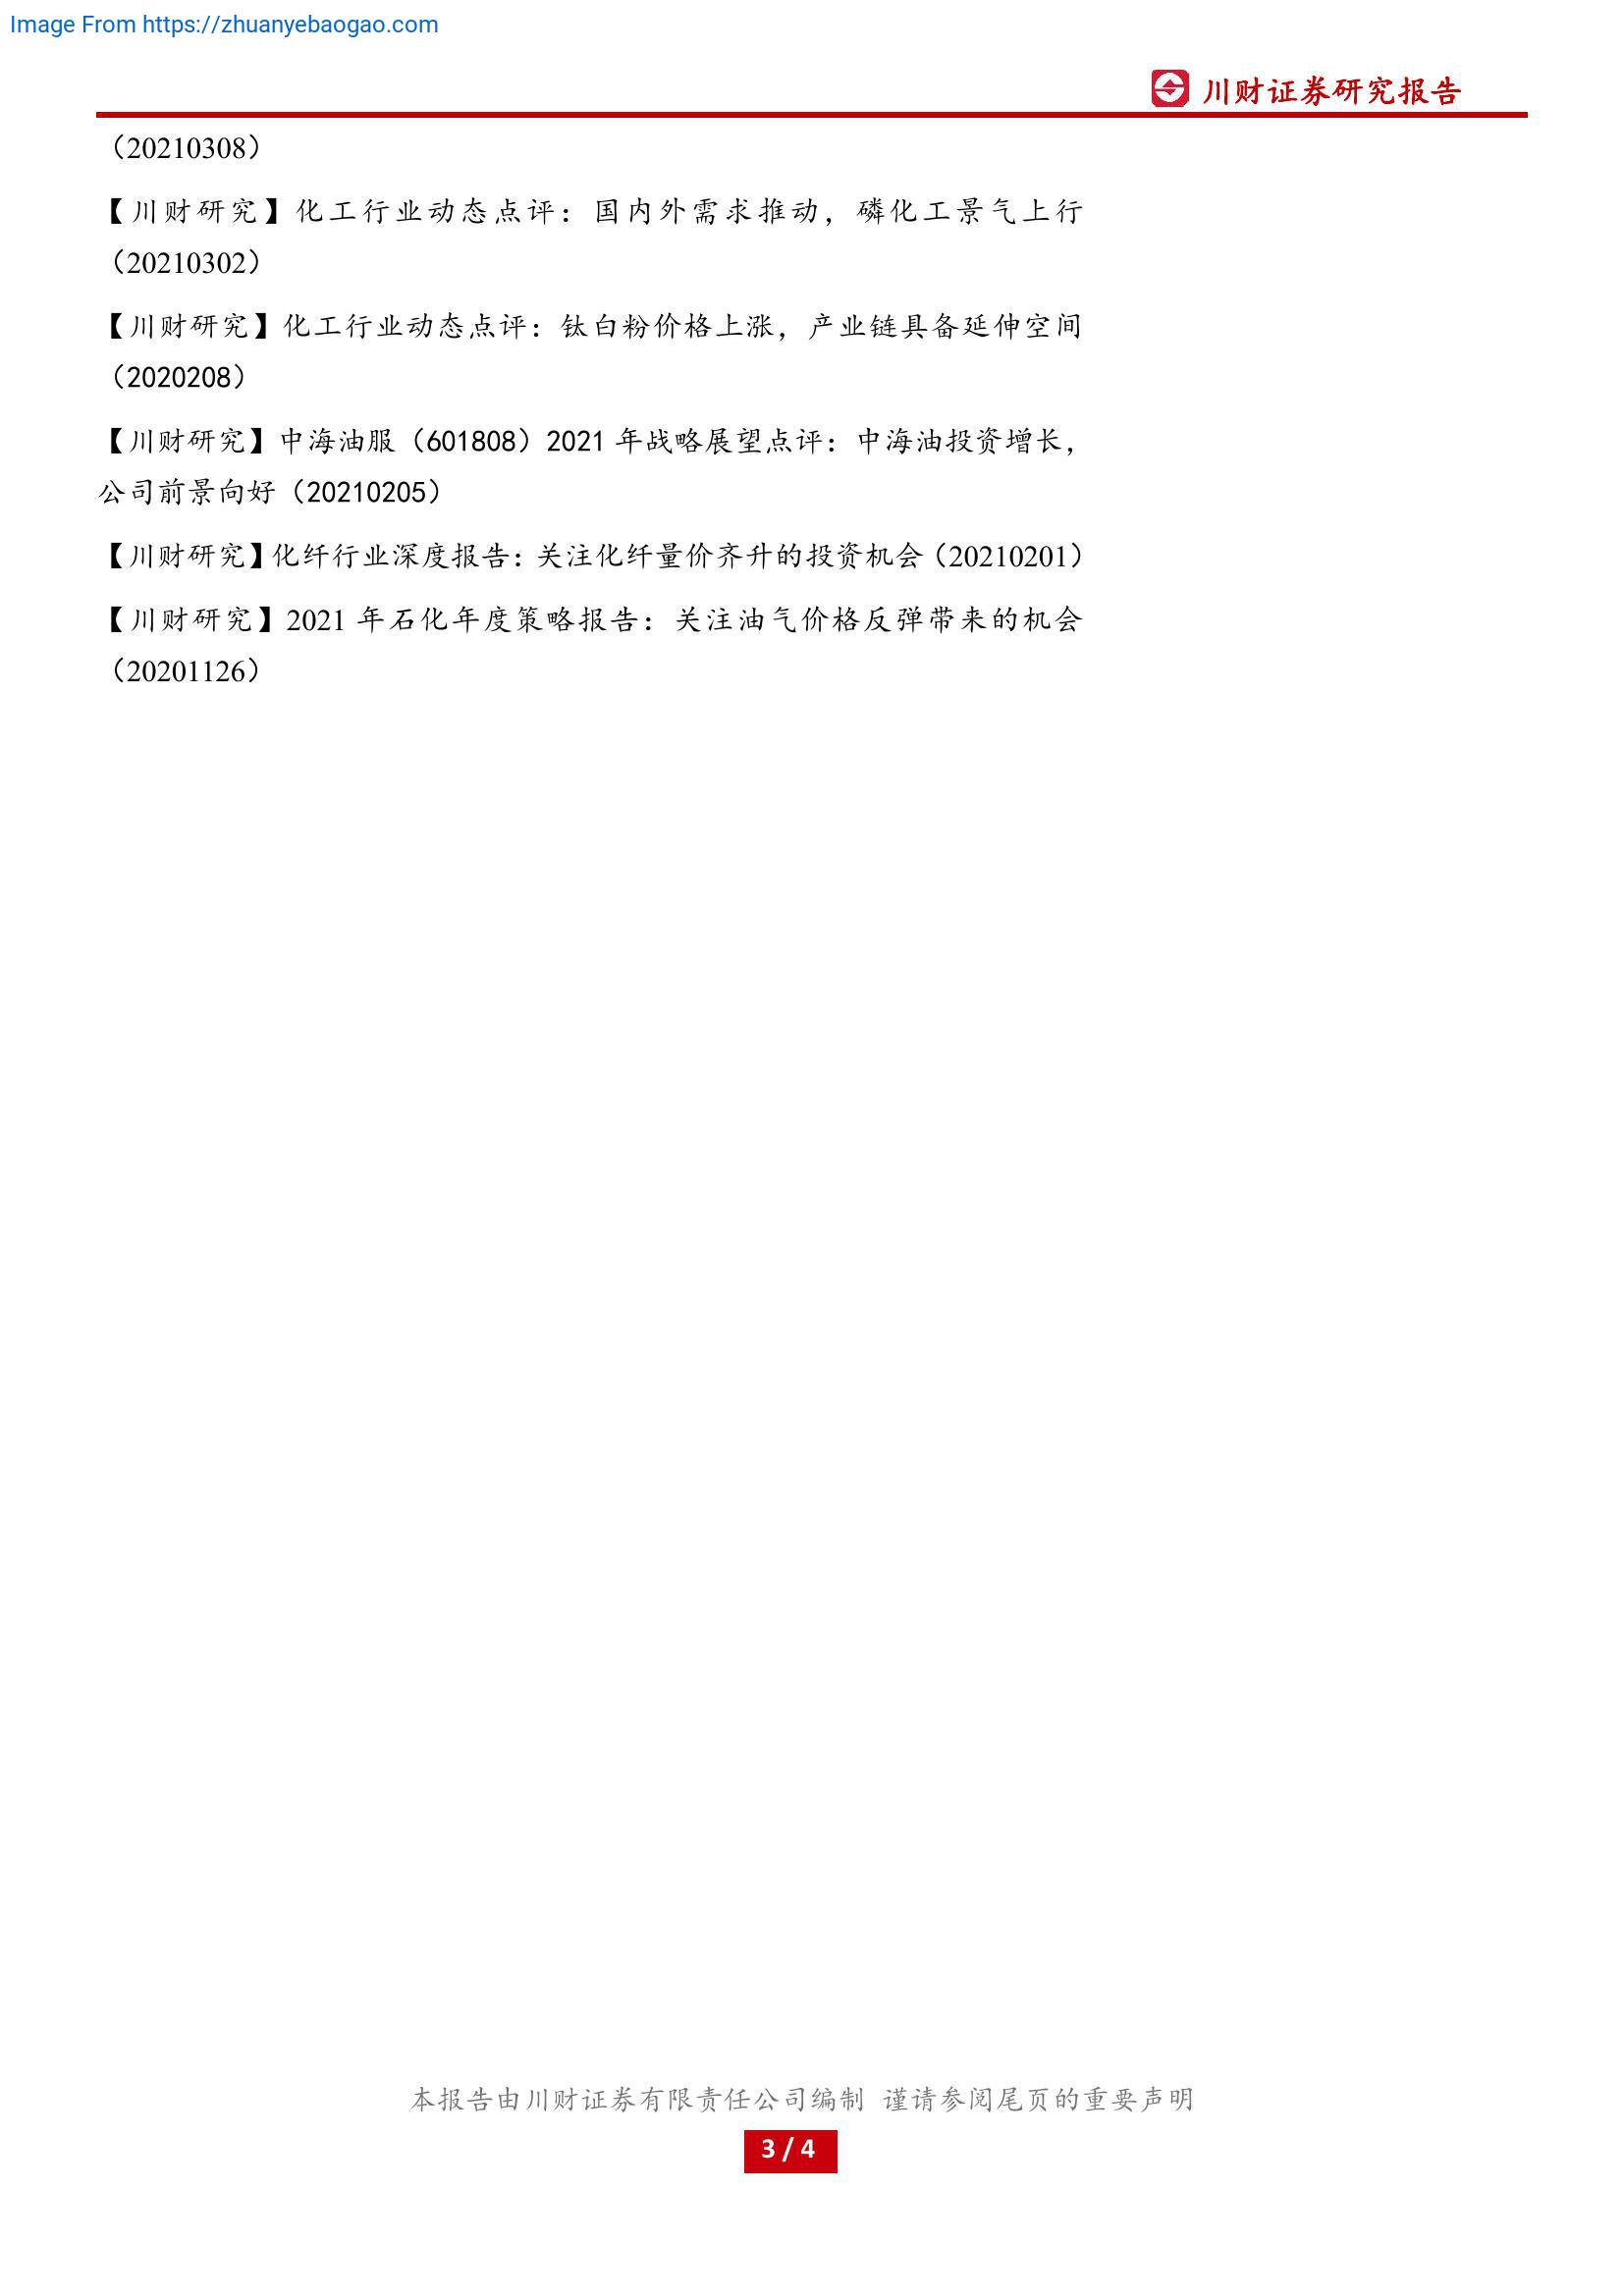 Image From https://zhuanyebaogao.com
川财证券研究报告
（20210308）
【川财研究】化工行业动态点评：国内外需求推动，磷化工景气上行
（20210302）
【川财研究】化工行业动态点评：钛白粉价格上涨，产业链具备延伸空间
（2020208）
【川财研究】中海油服（601808）2021 年战略展望点评：中海油投资增长，
公司前景向好（20210205）
【川财研究】化纤行业深度报告：关注化纤量价齐升的投资机会（20210201）
【川财研究】2021 年石化年度策略报告：关注油气价格反弹带来的机会
（20201126）
本报告由川财证券有限责任公司编制 谨请参阅尾页的重要声明
3 / 4